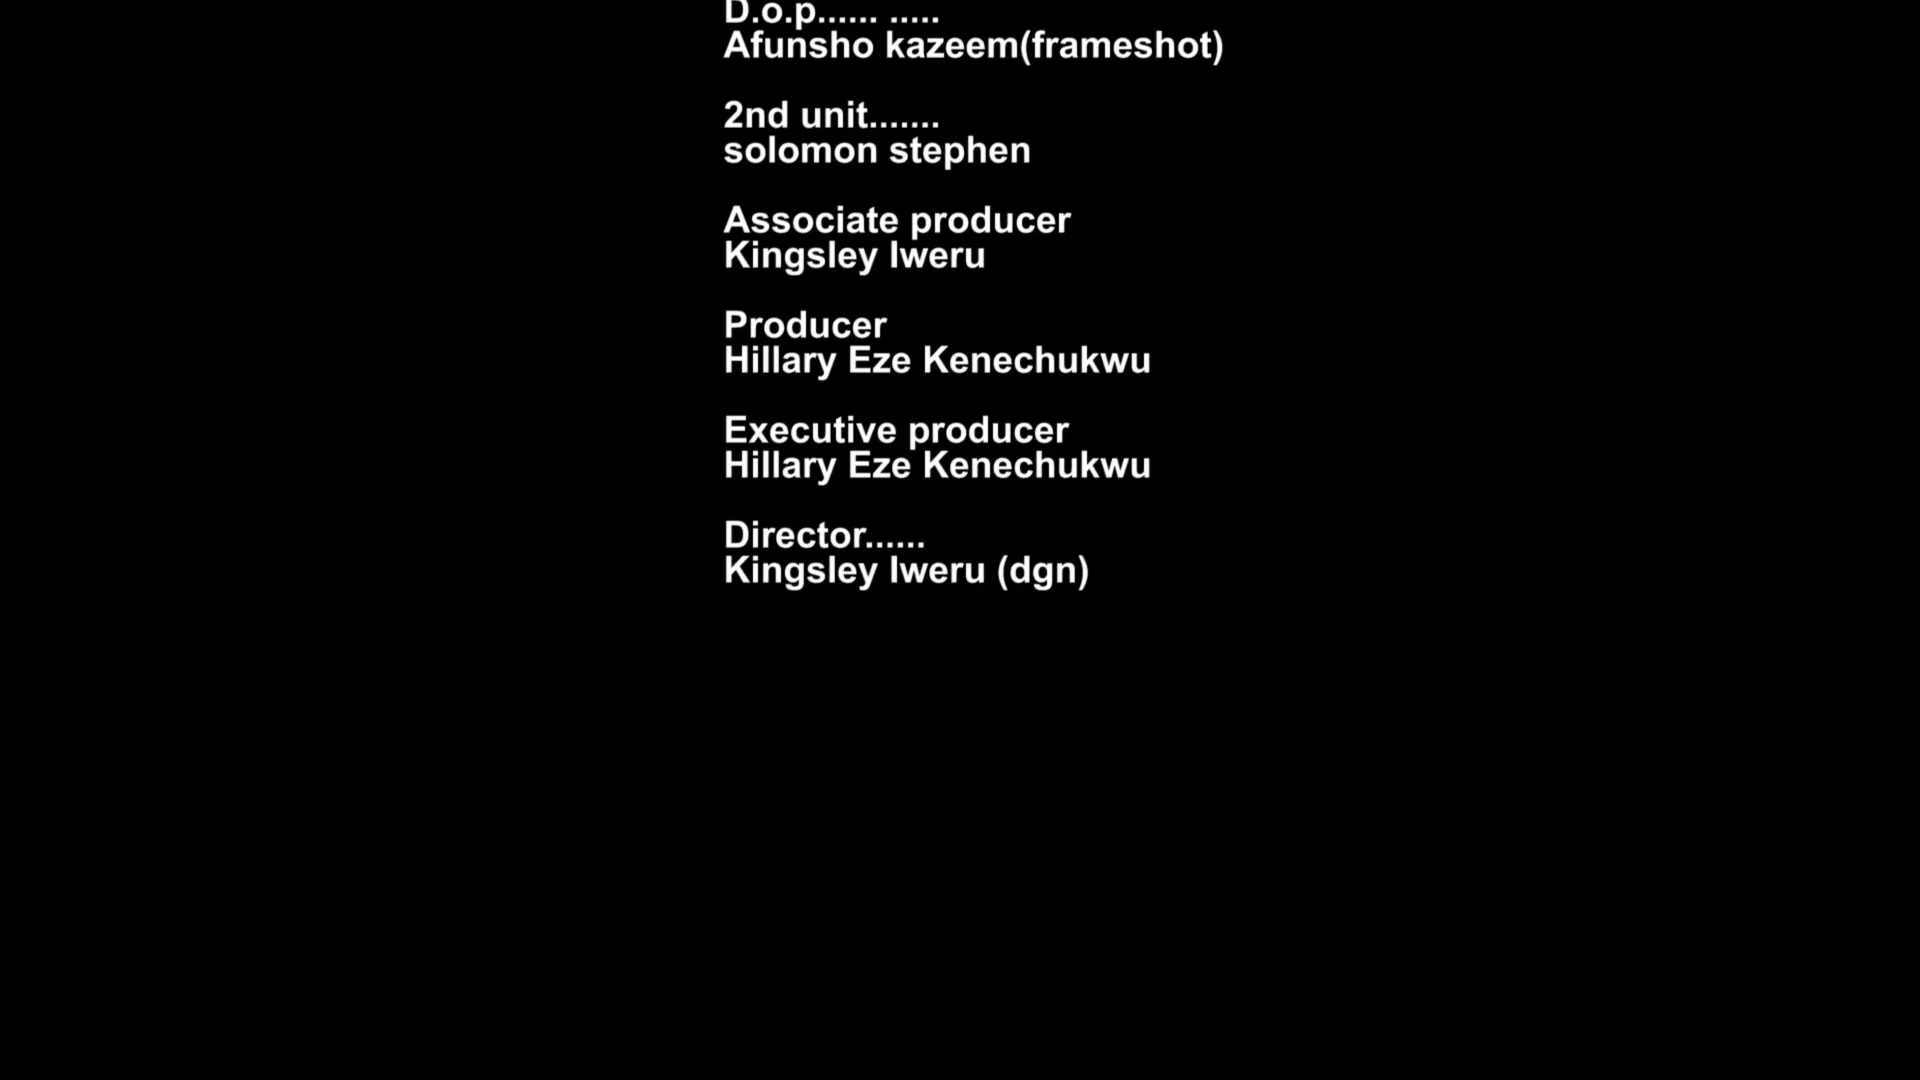 D.o.p...... .....
Afunsho kazeem(frameshot)
2nd unit.......
solomon stephen
Associate producer
Kingsley Iweru
Producer
Hillary Eze Kenechukwu
Executive producer
Hillary Eze Kenechukwu
Director......
Kingsley Iweru (dgn)